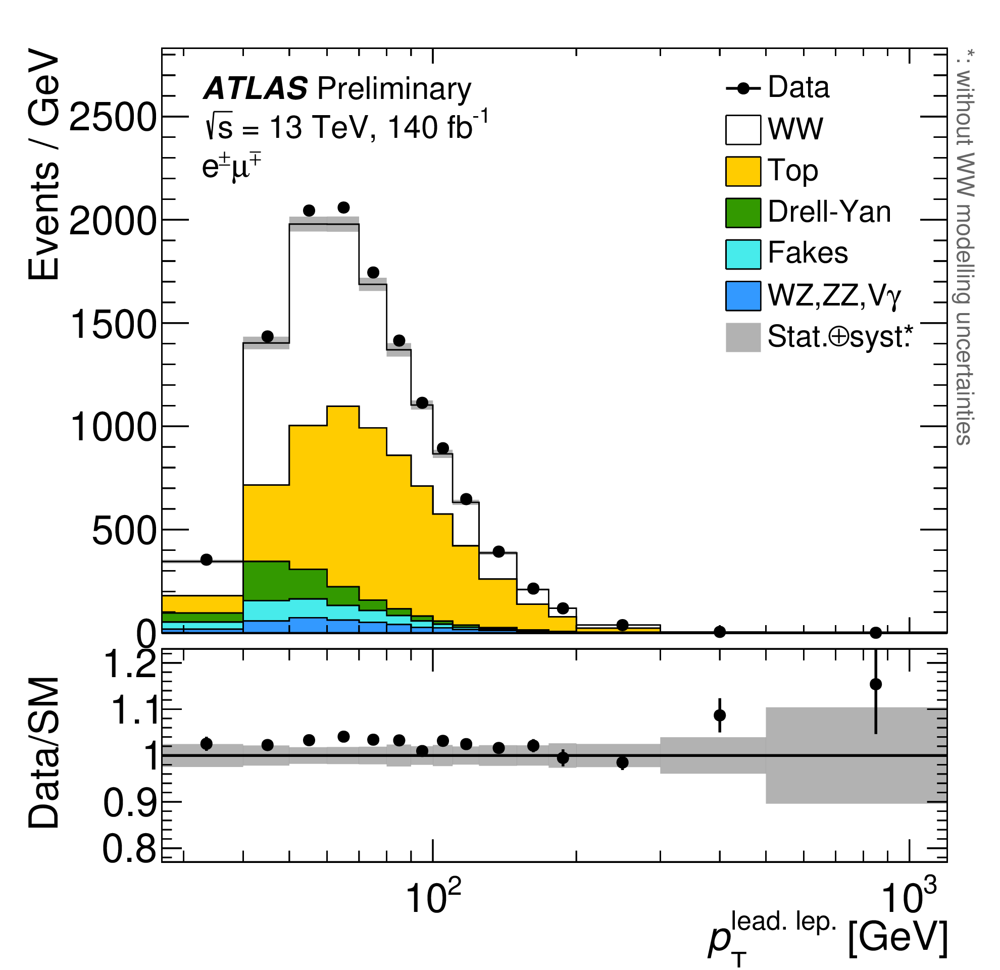 ATLAS Preliminary
√s = 13 TeV, 140 fb⁻¹
e±μ∓
Data
WW
Top
Drell-Yan
Fakes
WZ,ZZ,Vγ
Stat.⊕syst.*
*: without WW modelling uncertainties
Events / GeV
2500
2000
1500
1000
500
0
Data/SM
1.2
1.1
1
0.9
0.8
10²
10³
p_T^lead. lep. [GeV]